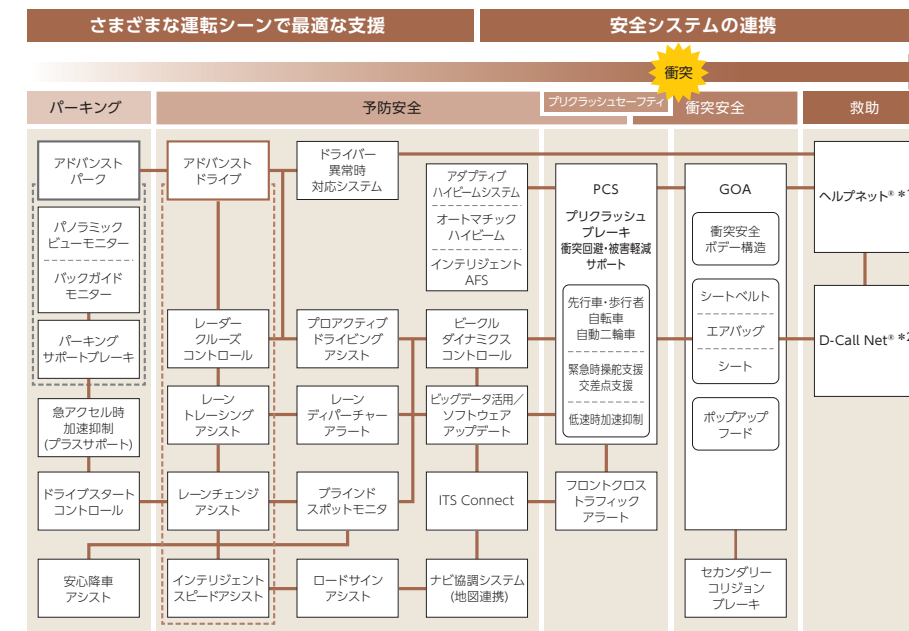 さまざまな運転シーンで最適な支援
安全システムの連携
衝突
パーキング
予防安全
プリクラッシュセーフティ
衝突安全
救助
アドバンスト
パーク
パノラミック
ビューモニター
バックガイド
モニター
パーキング
サポートブレーキ
急アクセル時
加速抑制
(プラスサポート)
ドライブスタート
コントロール
安心降車
アシスト
アドバンスト
ドライブ
レーダー
クルーズ
コントロール
レーン
トレーシング
アシスト
レーンチェンジ
アシスト
インテリジェント
スピードアシスト
ドライバー
異常時
対応システム
プロアクティブ
ドライビング
アシスト
レーン
ディパーチャー
アラート
ブラインド
スポットモニタ
ロードサイン
アシスト
アダプティブ
ハイビームシステム
オートマチック
ハイビーム
インテリジェント
AFS
ビークル
ダイナミクス
コントロール
ビッグデータ活用/
ソフトウェア
アップデート
ITS Connect
ナビ協調システム
(地図連携)
PCS
プリクラッシュ
ブレーキ
衝突回避・被害軽減
サポート
先行車・歩行者
自転車
自動二輪車
緊急時操舵支援
交差点支援
低速時加速抑制
フロントクロス
トラフィック
アラート
GOA
衝突安全
ボデー構造
シートベルト
エアバッグ
シート
ポップアップ
フード
セカンダリー
コリジョン
ブレーキ
ヘルプネット® *
D-Call Net® *2